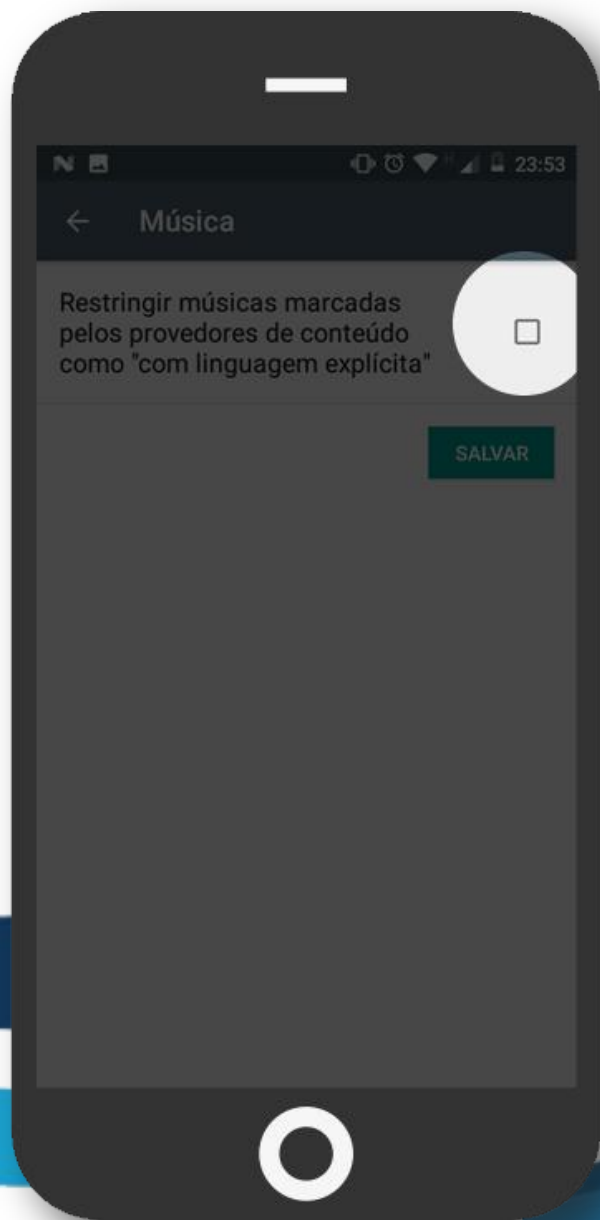 23:53
Música
Restringir músicas marcadas
pelos provedores de conteúdo
como "com linguagem explícita"
SALVAR